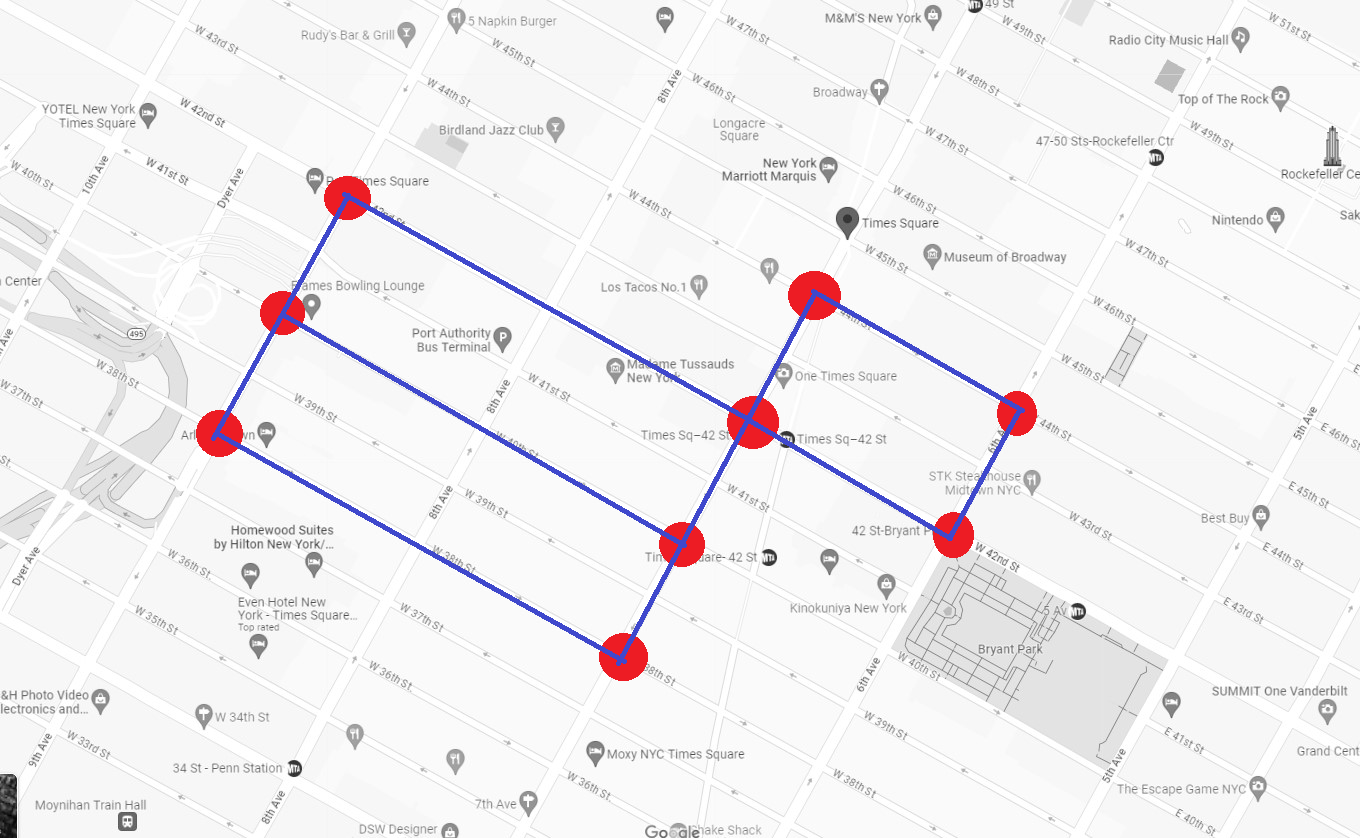 49 St
M&M'S New York
5 Napkin Burger
Rudy's Bar & Grill
W 43rd St
W 45th St
W 47th St
W 49th St
W 51st St
Radio City Music Hall
8th Ave
W 46th St
W 48th St
Broadway
W 44th St
Top of The Rock
YOTEL New York
Times Square
W 42nd St
Birdland Jazz Club
Longacre
Square
W 47th St
47-50 Sts-Rockefeller Ctr
W 49th St
W 41st St
W 40th St
10th Ave
Dyer Ave
New York
Marriott Marquis
Rockefeller Ce
Times Square
W 44th St
W 46th St
Times Square
Nintendo
Sak
W 45th St
W 47th St
Museum of Broadway
Center
Frames Bowling Lounge
Los Tacos No.1
W 46th St
44th St
495
Port Authority
Bus Terminal
Madame Tussauds
New York
One Times Square
W 45th St
W 38th St
W 37th St
W 39th St
8th Ave
W 41st St
5th Ave
E 46th St
Times Sq–42 St
Times Sq–42 St
6th Ave
44th St
STK Steakhouse
Midtown NYC
W 41st St
E 45th St
8th Ave
W 39th St
Homewood Suites
by Hilton New York/...
42 St-Bryant P
W 43rd St
Best Buy
W 38th St
Times Square- 42 St
W 42nd St
E 44th St
Dyer Ave
W 36th St
Even Hotel New
York - Times Square...
Top rated
W 35th St
W 37th St
Kinokuniya New York
5 Av
E 43rd St
Bryant Park
38th St
W 36th St
6th Ave
W 40th St
SUMMIT One Vanderbilt
&H Photo Video
lectronics and...
W 34th St
W 39th St
E 41st St
Grand Cent
9th Ave
W 33rd St
34 St - Penn Station
Moxy NYC Times Square
5th Ave
W 36th St
W 38th St
The Escape Game NYC
Moynihan Train Hall
8th Ave
7th Ave
E 40th St
DSW Designer
Google
Shake Shack